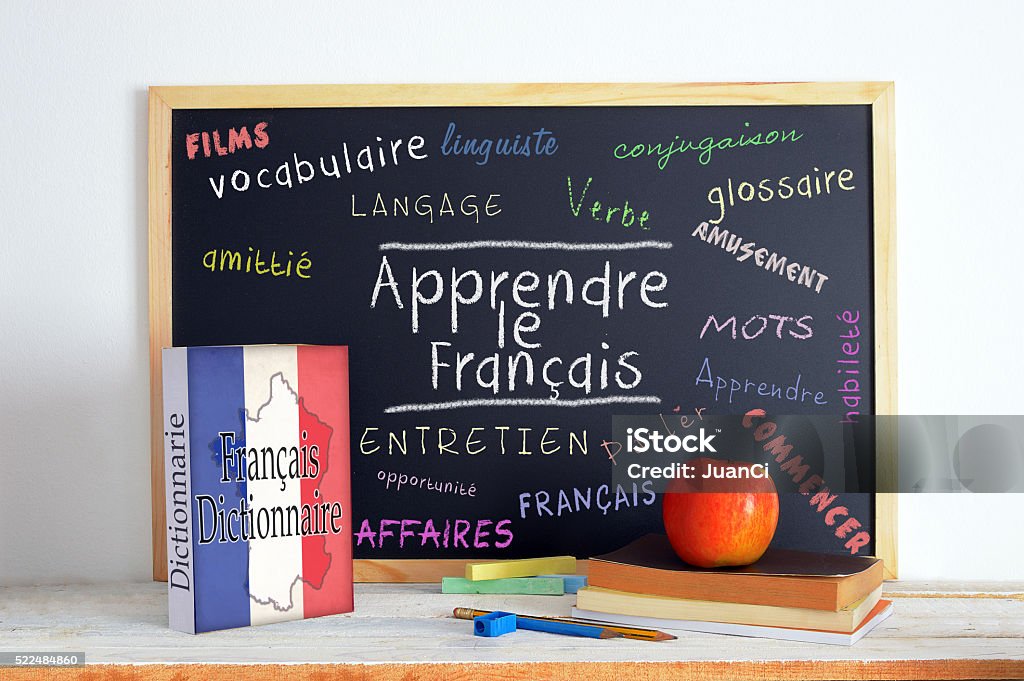 FILMS
vocabulaire
linguiste
conjugaison
LANGAGE
Verbe
glossaire
amittié
AMUSEMENT
Apprendre
le
Français
MOTS
habileté
Apprendre
ENTRETIEN
COMMENCER
opportunité
FRANÇAIS
AFFAIRES
Dictionnarie
Français
Dictionnaire
iStock™
Credit: JuanCi
522484860